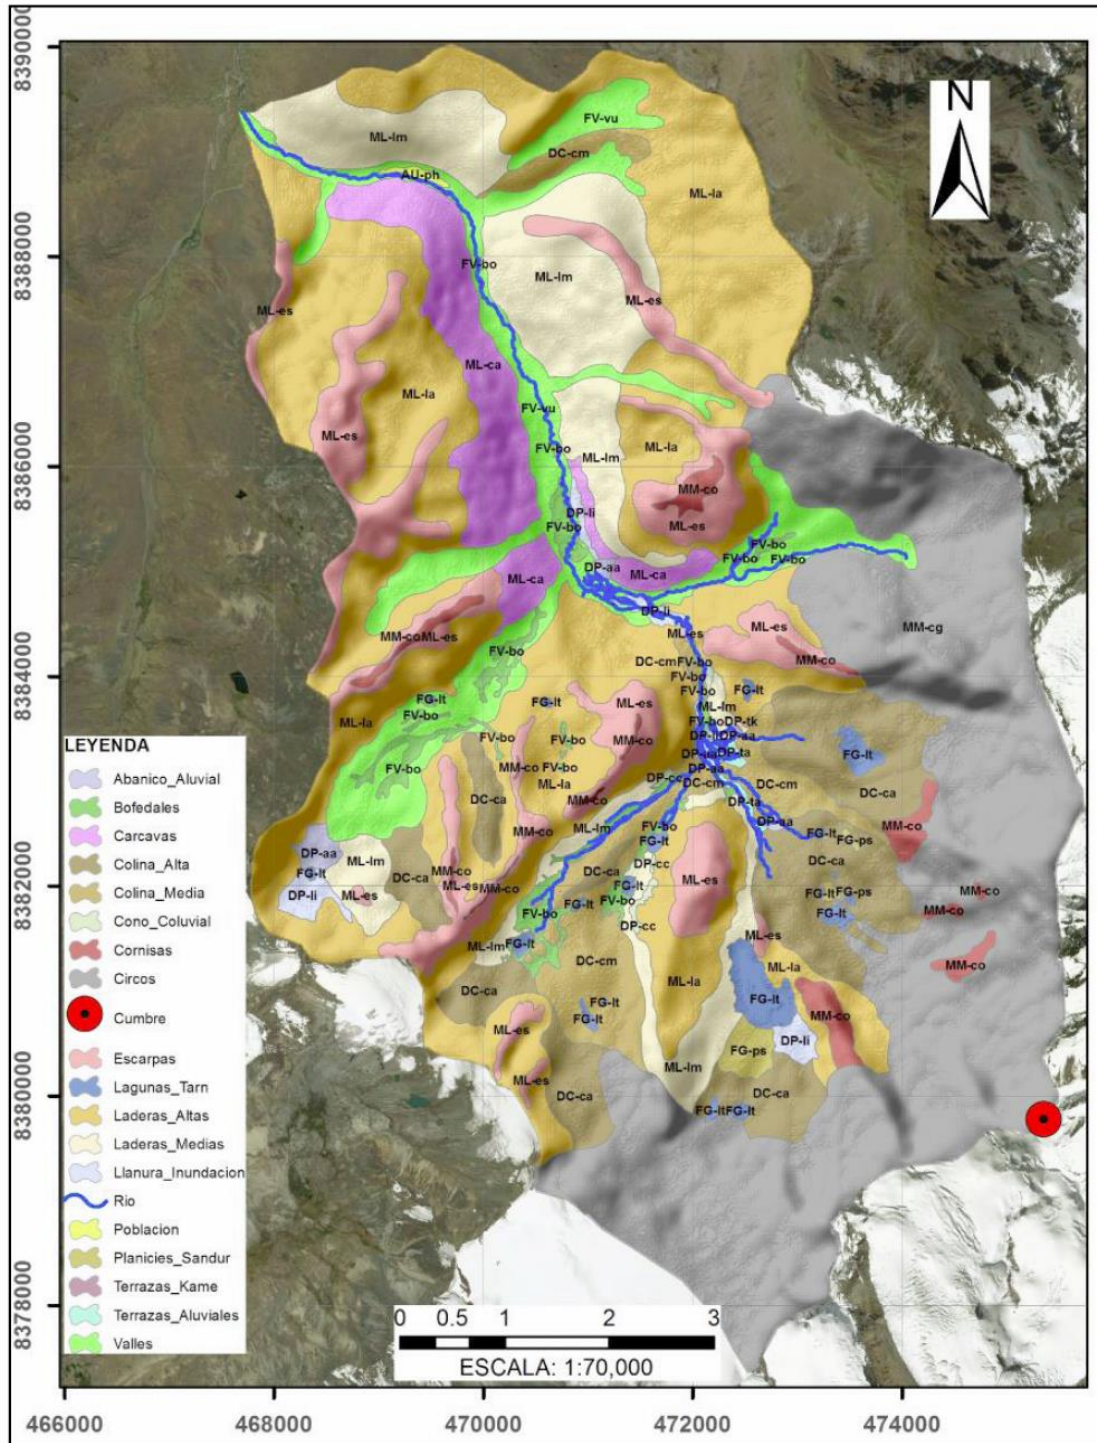 8390000
8388000
8386000
8384000
8382000
8380000
8378000
N
FV-vu
ML-lm
DC-cm
AU-ph
ML-la
FV-bo
ML-lm
ML-es
ML-es
ML-ca
ML-la
FV-vu
ML-es
FV-bo
ML-la
ML-lm
MM-co
DP-li
FV-bo
ML-es
FV-bo
FV-bo
FV-bo
DP-aa
ML-ca
ML-ca
DP-li
ML-es
ML-es
MM-cg
MM-co
ML-es
FV-bo
DC-cm
FV-bo
MM-co
FV-bo
FG-lt
FV-bo
FG-lt
FG-lt
ML-es
ML-lm
FV-bo
ML-la
FV-bo
DP-tk
FV-bo
FV-bo
MM-co
DP-li
DP-aa
FG-lt
DP-ta
FV-bo
MM-co
FV-bo
DP-aa
ML-la
DP-cc
DC-cm
DC-cm
DC-ca
DC-ca
MM-co
DP-ta
ML-lm
FV-bo
DP-aa
MM-co
MM-co
FG-lt
FG-lt
FG-ps
DP-aa
ML-lm
DP-cc
DC-ca
FG-lt
DC-ca
MM-co
DC-ca
ML-es
FG-lt
DP-li
ML-es
ML-es
MM-co
FG-lt
FV-bo
FG-lt
FG-ps
MM-co
FV-bo
FG-lt
MM-co
DP-cc
ML-es
ML-lm
FG-lt
DC-cm
ML-la
MM-co
DC-ca
ML-la
FG-lt
FG-lt
MM-co
ML-es
DP-li
FG-ps
ML-lm
ML-es
DC-ca
DC-ca
FG-lt
FG-lt
LEYENDA
Abanico_Aluvial
Bofedales
Carcavas
Colina_Alta
Colina_Media
Cono_Coluvial
Cornisas
Circos
Cumbre
Escarpas
Lagunas_Tarn
Laderas_Altas
Laderas_Medias
Llanura_Inundacion
Rio
Poblacion
Planicies_Sandur
Terrazas_Kame
Terrazas_Aluviales
Valles
0 0.5 1 2 3
ESCALA: 1:70,000
466000 468000 470000 472000 474000